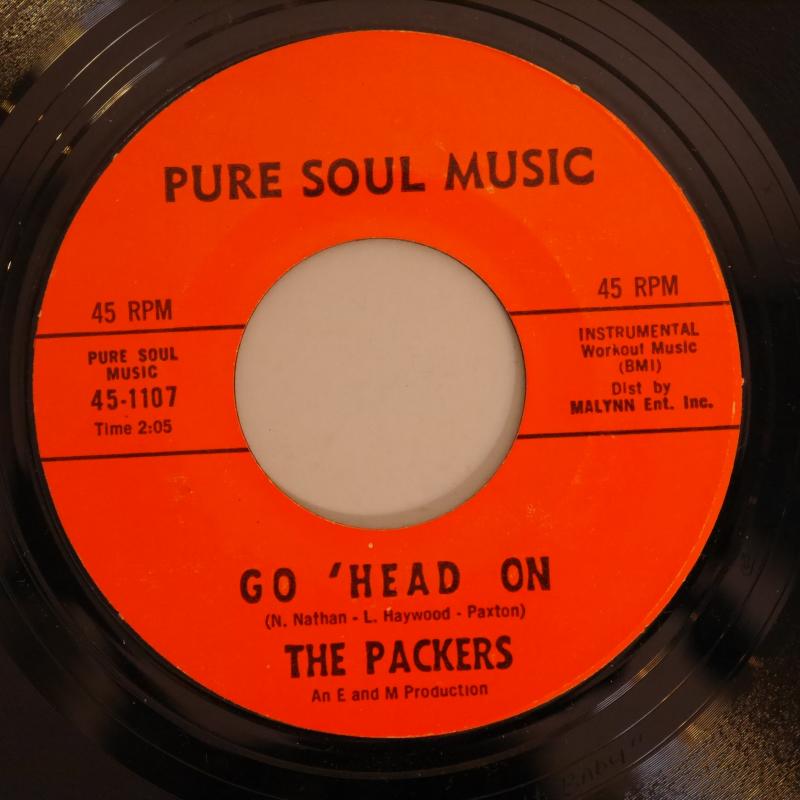 PURE SOUL MUSIC
45 RPM
PURE SOUL
MUSIC
45-1107
Time 2:05
45 RPM
INSTRUMENTAL
Workout Music
(BMI)
Dist by
MALYNN Ent. Inc.
GO 'HEAD ON
(N. Nathan - L. Haywood - Paxton)
THE PACKERS
An E and M Production